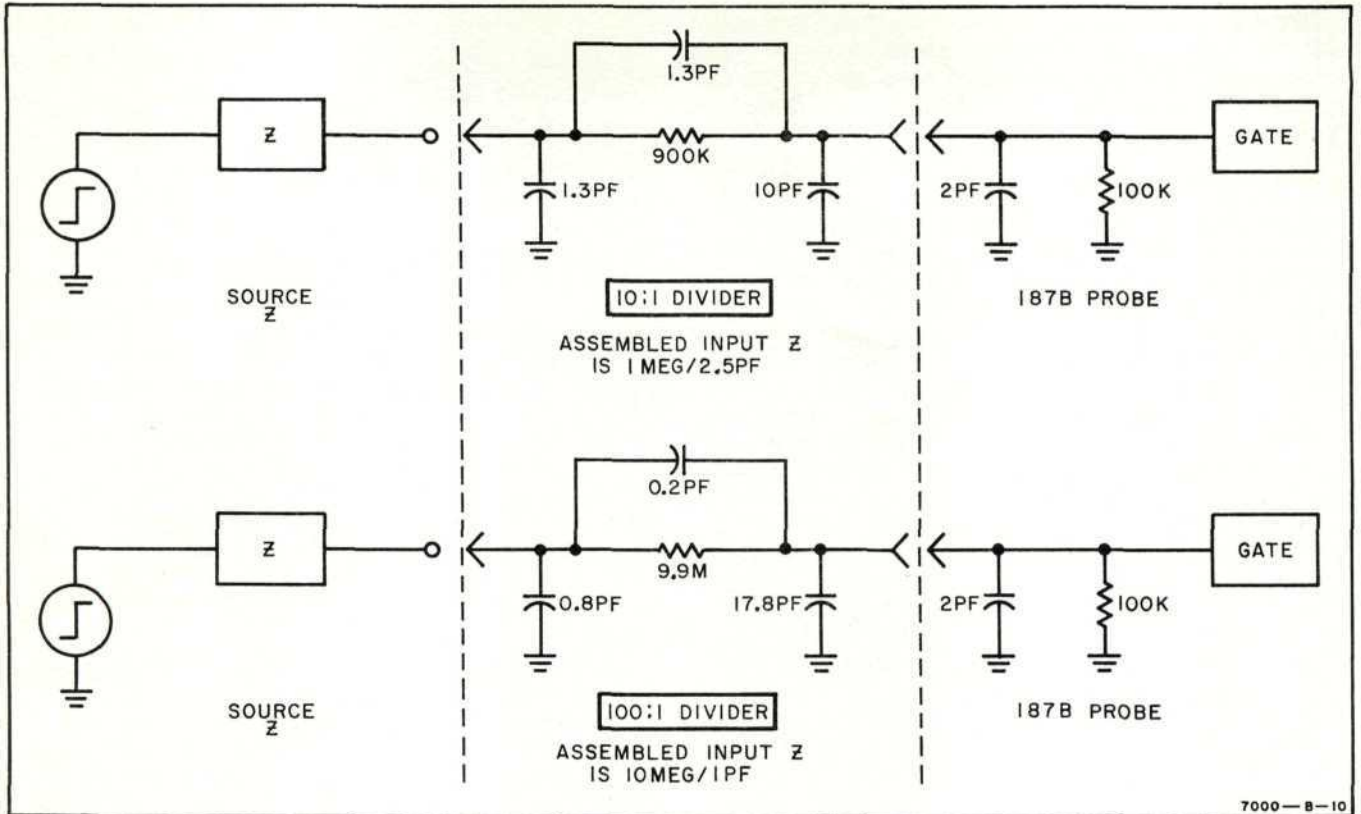 1.3PF
Z
900K
1.3PF
10PF
2PF
100K
GATE
SOURCE
Z
10:1 DIVIDER
187B PROBE
ASSEMBLED INPUT Z
IS 1 MEG/2.5PF
0.2PF
Z
9.9M
0.8PF
17.8PF
2PF
100K
GATE
SOURCE
Z
100:1 DIVIDER
187B PROBE
ASSEMBLED INPUT Z
IS 10MEG/1PF
7000-B-10